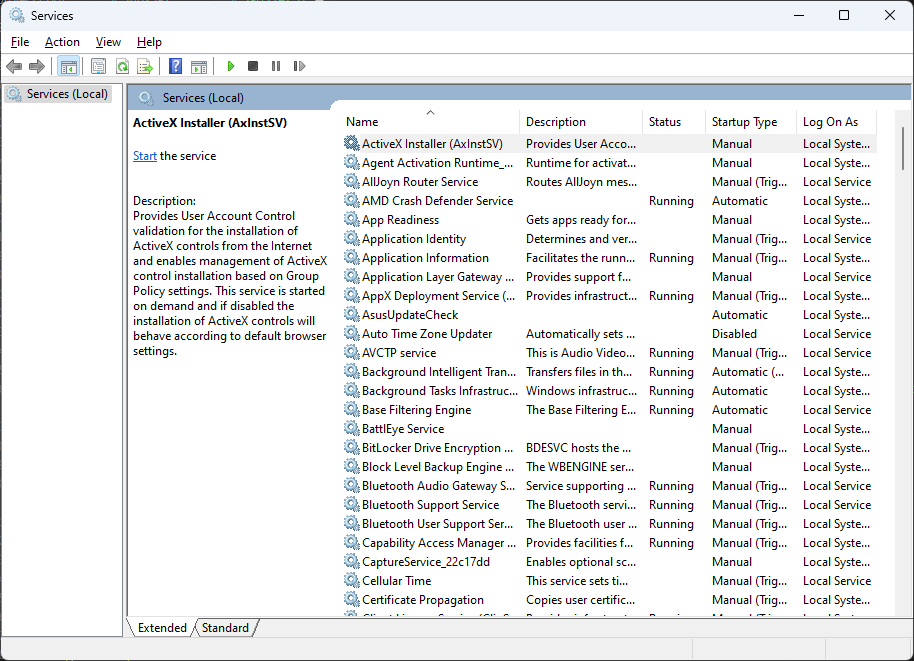 Services
File Action View Help
Services (Local)
Services (Local)
ActiveX Installer (AxInstSV)
Start the service
Description:
Provides User Account Control
validation for the installation of
ActiveX controls from the Internet
and enables management of ActiveX
control installation based on Group
Policy settings. This service is started
on demand and if disabled the
installation of ActiveX controls will
behave according to default browser
settings.
Name Description Status Startup Type Log On As
ActiveX Installer (AxInstSV) Provides User Acco... Manual Local Syste...
Agent Activation Runtime_... Runtime for activat... Manual Local Syste...
AllJoyn Router Service Routes AllJoyn mes... Manual (Trig... Local Service
AMD Crash Defender Service Running Automatic Local Syste...
App Readiness Gets apps ready for... Manual Local Syste...
Application Identity Determines and ver... Manual (Trig... Local Service
Application Information Facilitates the runn... Running Manual (Trig... Local Syste...
Application Layer Gateway ... Provides support f... Manual Local Service
AppX Deployment Service (... Provides infrastruct... Running Manual (Trig... Local Syste...
AsusUpdateCheck Automatic Local Syste...
Auto Time Zone Updater Automatically sets ... Disabled Local Service
AVCTP service This is Audio Video... Running Manual (Trig... Local Service
Background Intelligent Tran... Transfers files in th... Running Automatic (... Local Syste...
Background Tasks Infrastruc... Windows infrastruc... Running Automatic Local Syste...
Base Filtering Engine The Base Filtering E... Running Automatic Local Service
BattlEye Service Manual Local Syste...
BitLocker Drive Encryption ... BDESVC hosts the ... Manual (Trig... Local Syste...
Block Level Backup Engine ... The WBENGINE ser... Manual Local Syste...
Bluetooth Audio Gateway S... Service supporting ... Running Manual (Trig... Local Service
Bluetooth Support Service The Bluetooth servi... Running Manual (Trig... Local Service
Bluetooth User Support Ser... The Bluetooth user ... Running Manual (Trig... Local Syste...
Capability Access Manager ... Provides facilities f... Running Manual (Trig... Local Syste...
CaptureService_22c17dd Enables optional sc... Manual Local Syste...
Cellular Time This service sets ti... Manual (Trig... Local Service
Certificate Propagation Copies user certific... Manual (Trig... Local Syste...
Extended Standard